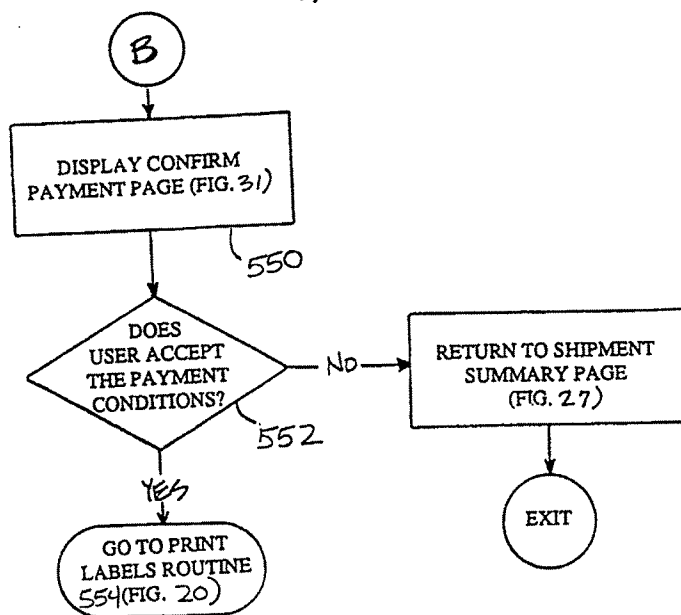 B
DISPLAY CONFIRM
PAYMENT PAGE (FIG. 31)
550
DOES
USER ACCEPT
THE PAYMENT
CONDITIONS?
552
NO
RETURN TO SHIPMENT
SUMMARY PAGE
(FIG. 27)
YES
GO TO PRINT
LABELS ROUTINE
554 (FIG. 20)
EXIT